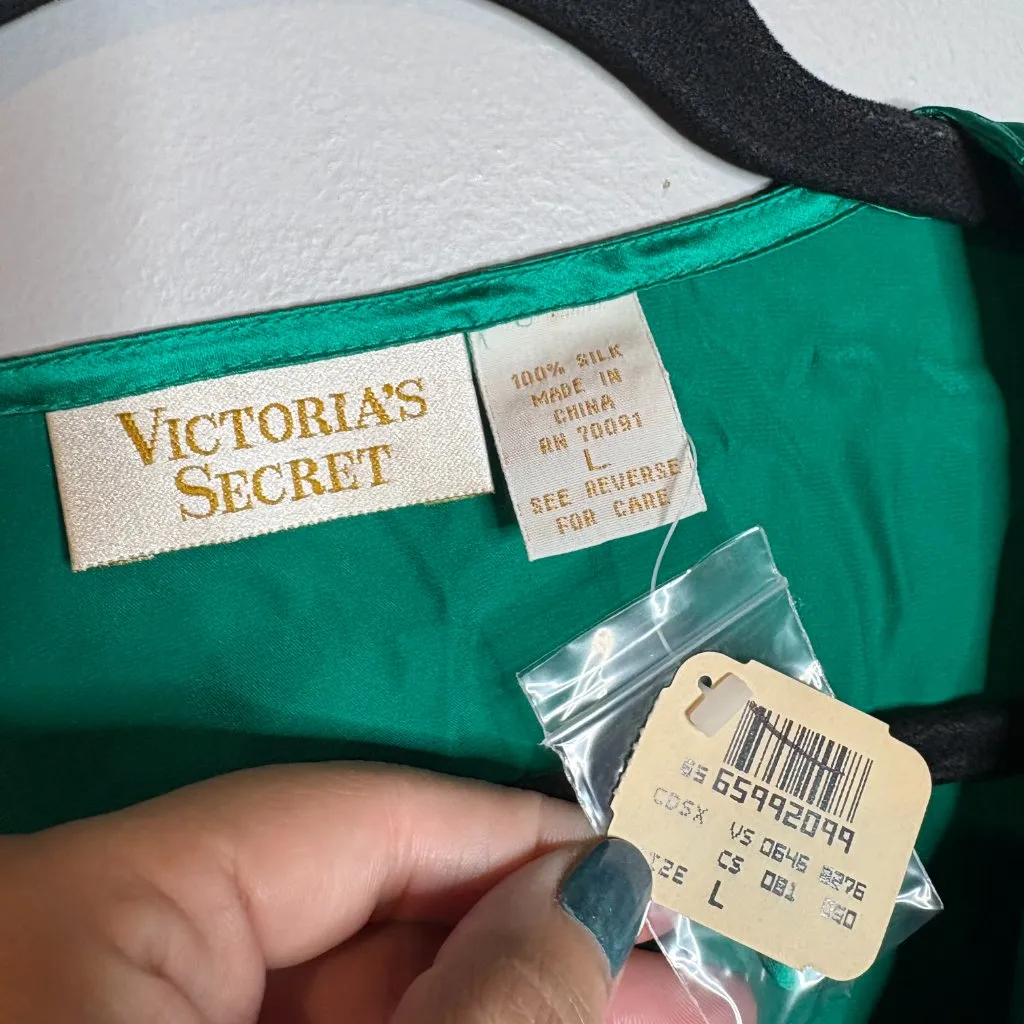 VICTORIA'S
SECRET
100% SILK
MADE IN
CHINA
RN 70091
L
SEE REVERSE
FOR CARE
65992099
CDSX VS 0646
CS 081
L